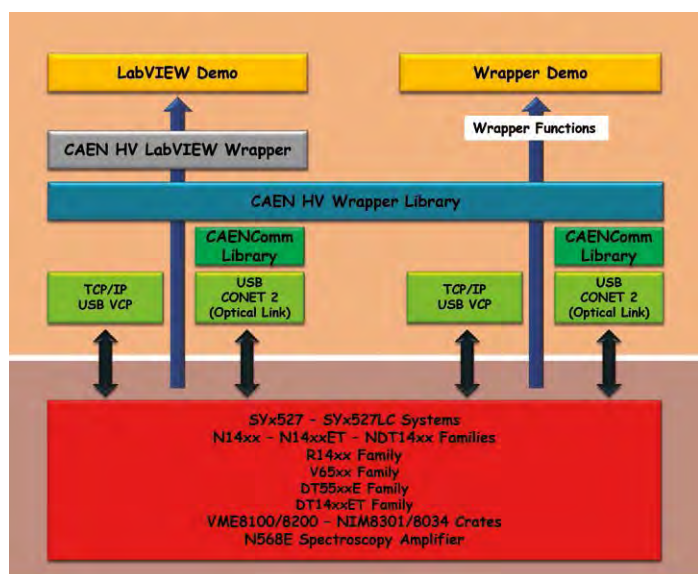 LabVIEW Demo
Wrapper Demo
Wrapper Functions
CAEN HV LabVIEW Wrapper
CAEN HV Wrapper Library
CAENComm
Library
CAENComm
Library
TCP/IP
USB VCP
USB
CONET 2
(Optical Link)
TCP/IP
USB VCP
USB
CONET 2
(Optical Link)
SYx527 - SYx527LC Systems
N14xx - N14xxET - NDT14xx Families
R14xx Family
V65xx Family
DT55xxE Family
DT14xxET Family
VME8100/8200 - NIM8301/8034 Crates
N568E Spectroscopy Amplifier